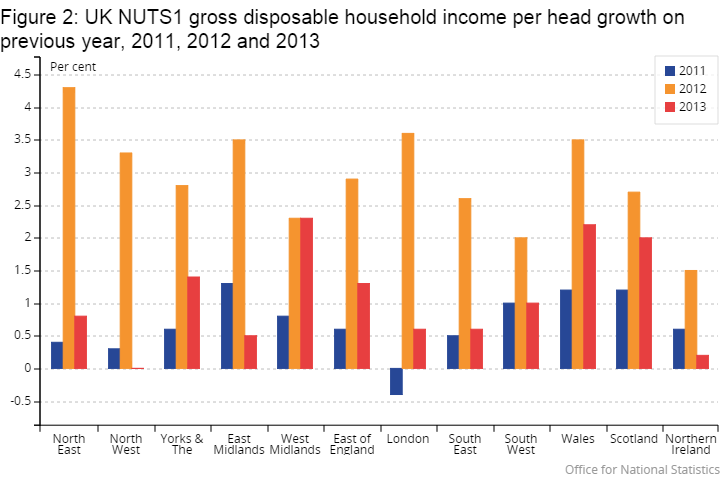 Figure 2: UK NUTS1 gross disposable household income per head growth on
previous year, 2011, 2012 and 2013
Per cent
2011
2012
2013
4.5
4
3.5
3
2.5
2
1.5
1
0.5
0
-0.5
North
East
North
West
Yorks &
The
East
Midlands
West
Midlands
East of
England
London
South
East
South
West
Wales
Scotland
Northern
Ireland
Office for National Statistics